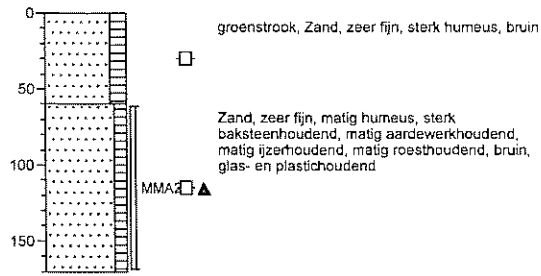 0
groenstrook, Zand, zeer fijn, sterk humeus, bruin
50
Zand, zeer fijn, matig humeus, sterk
baksteenhoudend, matig aardewerkhoudend,
matig ijzerhoudend, matig roesthoudend, bruin,
glas- en plastichoudend
100
MMA2
150